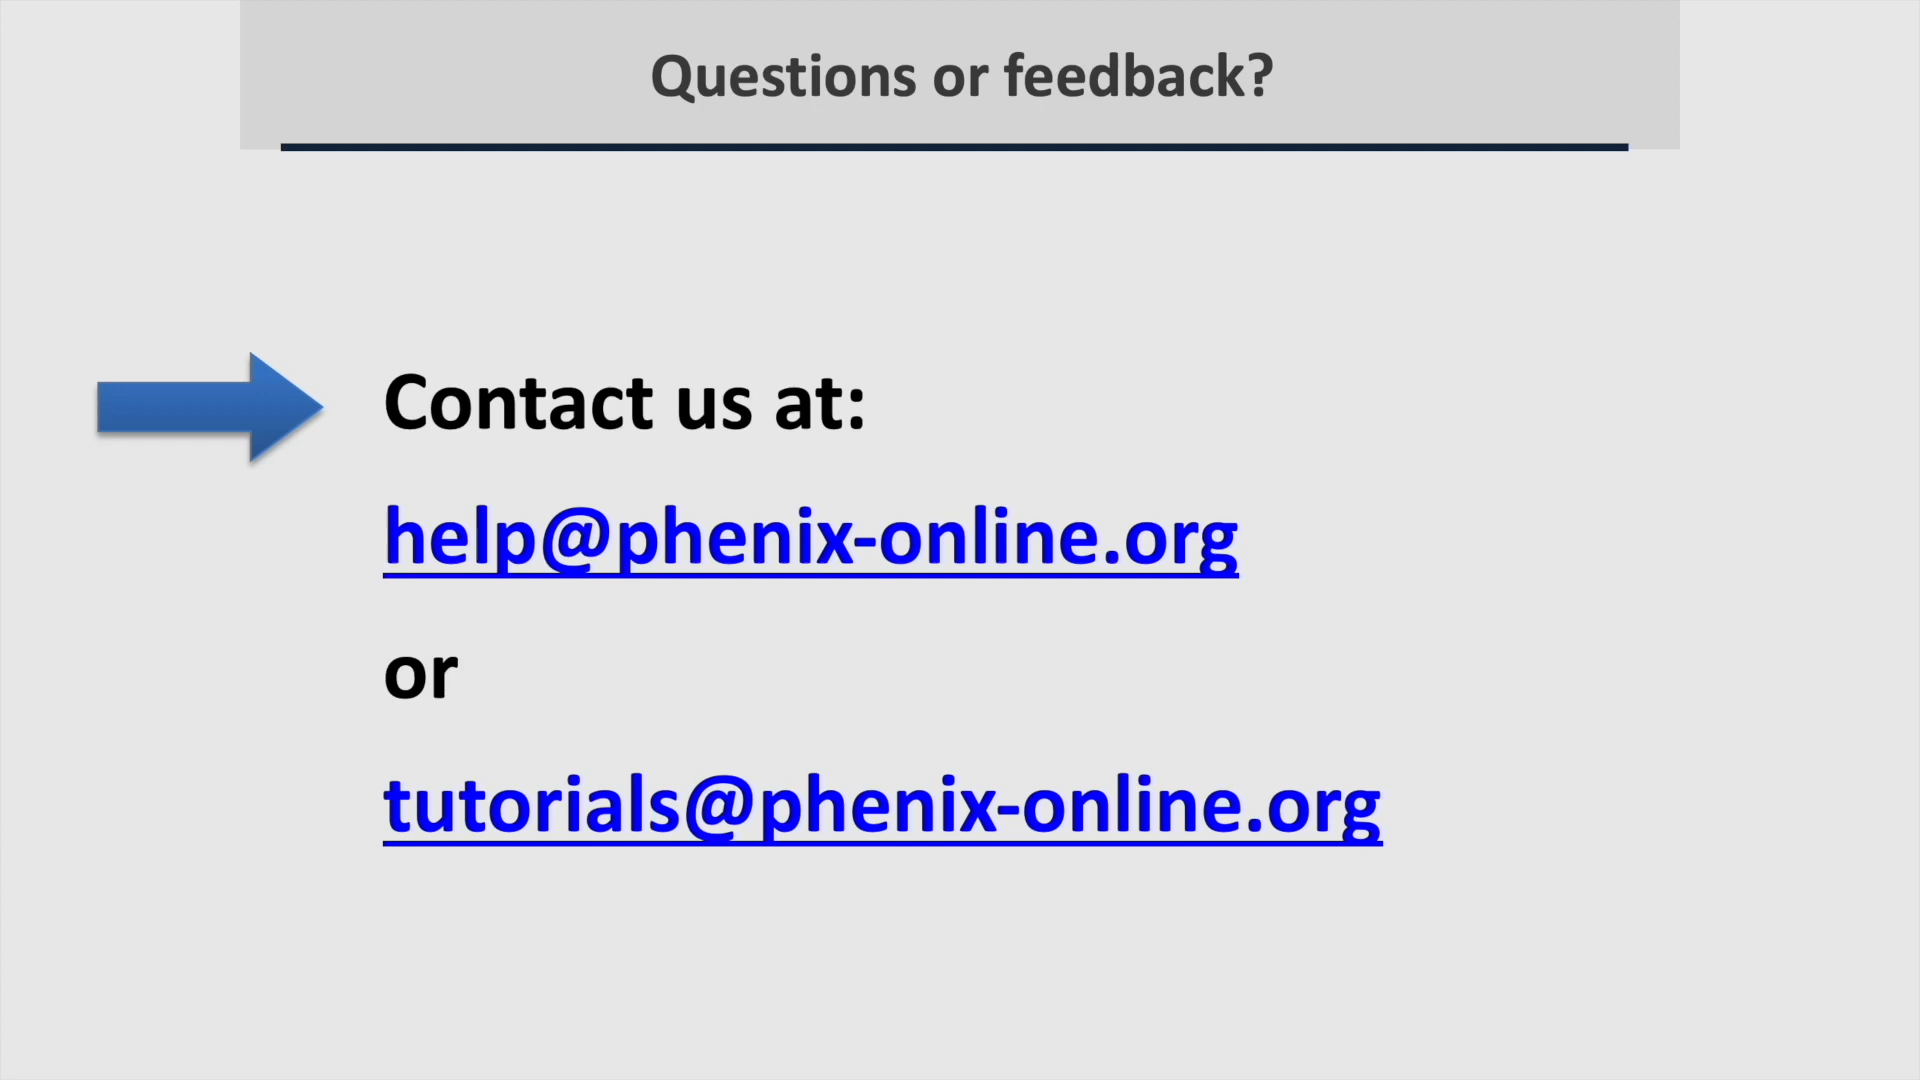 Questions or feedback?
Contact us at:
help@phenix-online.org
or
tutorials@phenix-online.org